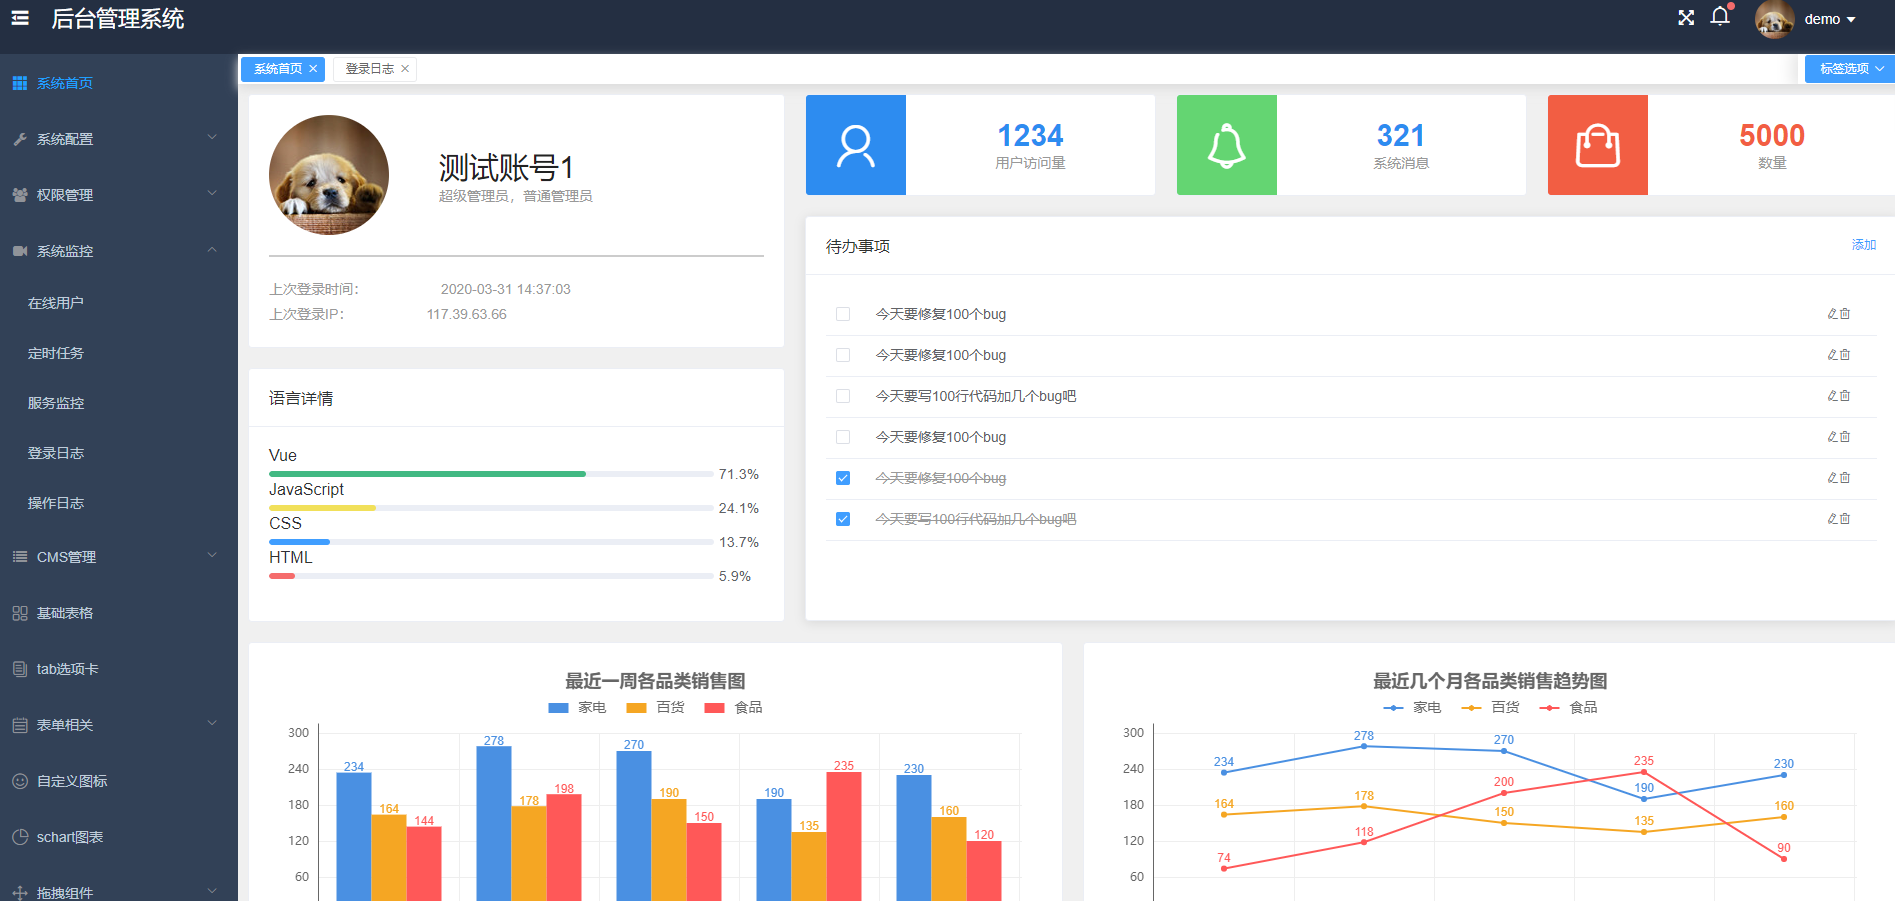 后台管理系统
demo
系统首页
系统配置
权限管理
系统监控
在线用户
定时任务
服务监控
登录日志
操作日志
CMS管理
基础表格
tab选项卡
表单相关
自定义图标
schart图表
拖拽组件
系统首页
登录日志
标签选项
测试账号1
超级管理员，普通管理员
上次登录时间： 2020-03-31 14:37:03
上次登录IP： 117.39.63.66
1234
用户访问量
321
系统消息
5000
数量
语言详情
Vue
71.3%
JavaScript
24.1%
CSS
13.7%
HTML
5.9%
待办事项 添加
今天要修复100个bug
今天要修复100个bug
今天要写100行代码加几个bug吧
今天要修复100个bug
今天要修复100个bug
今天要写100行代码加几个bug吧
最近一周各品类销售图
家电 百货 食品
300
240
180
120
60
234 164 144
278 178 198
270 190 150
190 135 235
230 160 120
最近几个月各品类销售趋势图
家电 百货 食品
300
240
180
120
60
234 278 270 190 230
164 178 150 135 160
74 118 200 235 90